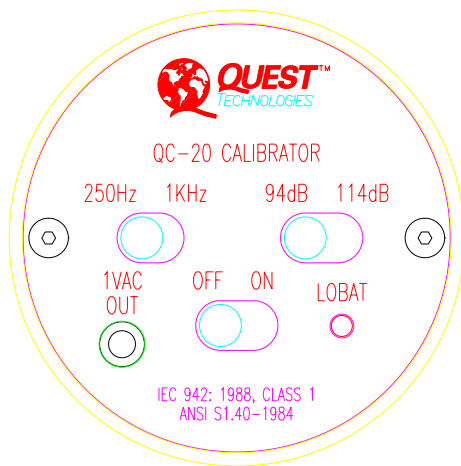 QUEST™
TECHNOLOGIES
QC-20 CALIBRATOR
250Hz 1KHz 94dB 114dB
1VAC OUT
OFF ON
LOBAT
IEC 942: 1988, CLASS 1
ANSI S1.40-1984